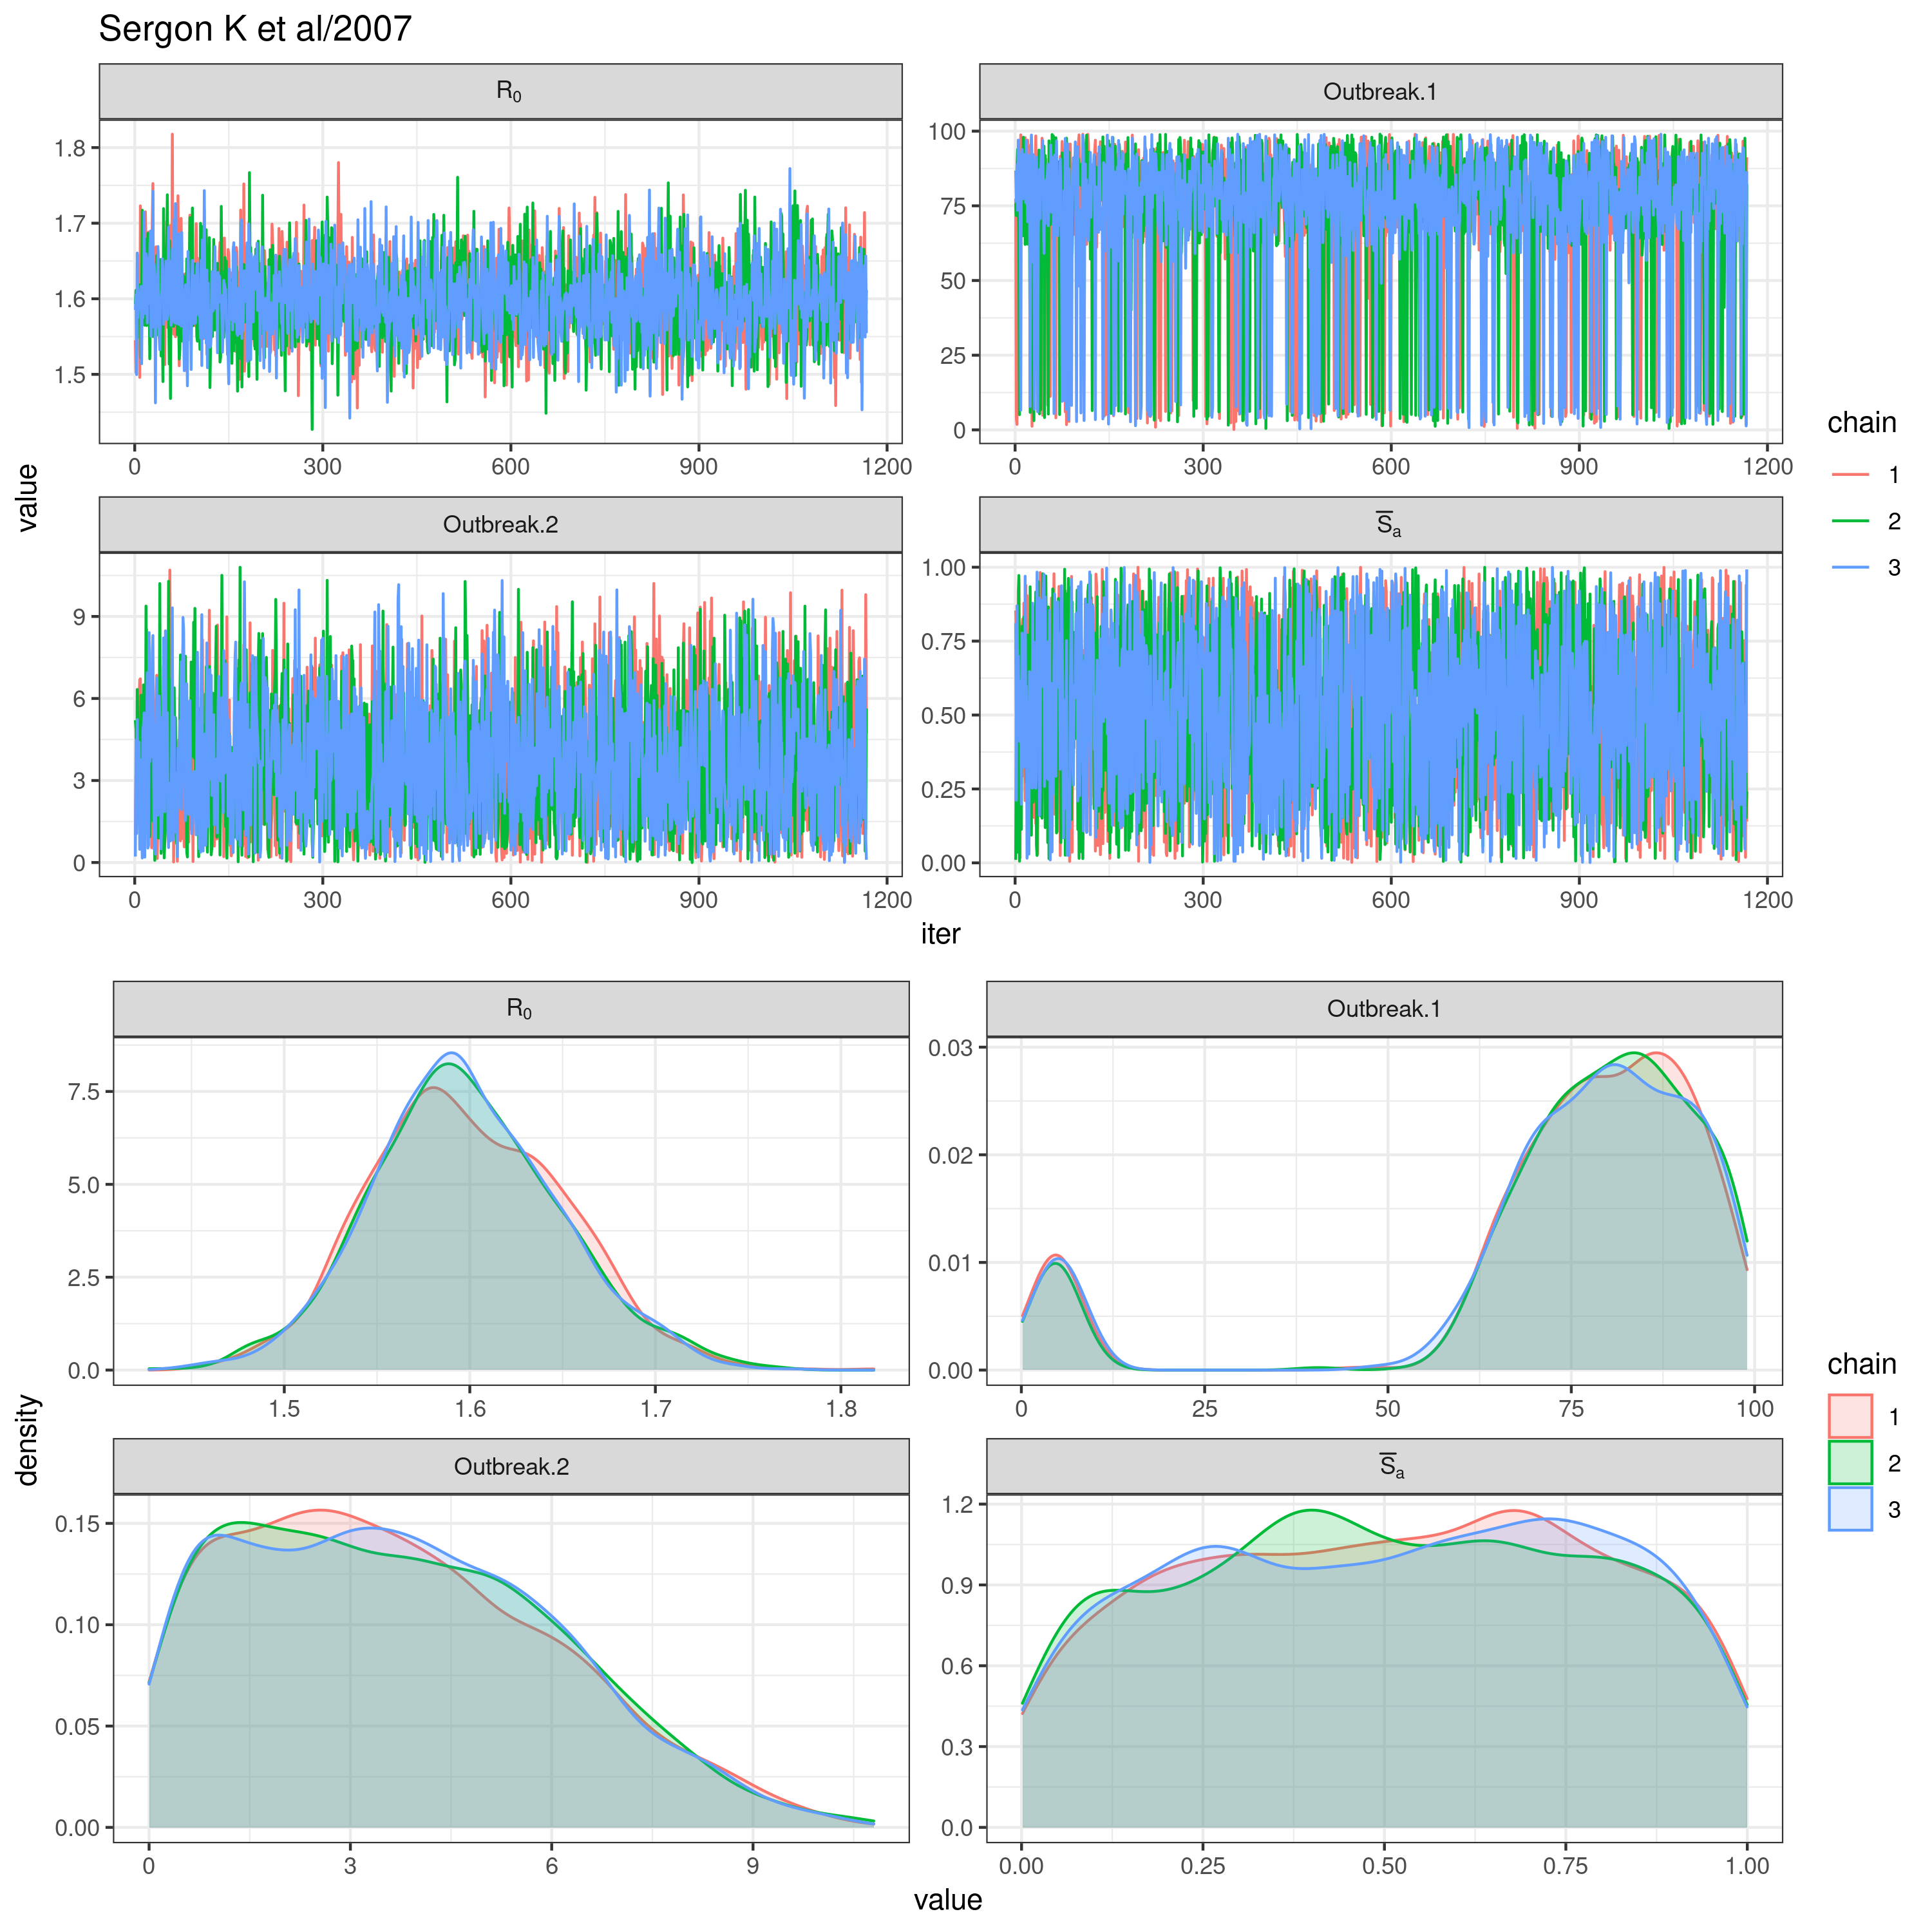 Sergon K et al/2007
R₀
Outbreak.1
1.8
1.7
1.6
1.5
100
75
50
25
0
0 300 600 900 1200
0 300 600 900 1200
value
Outbreak.2
S̅ₐ
9
6
3
0
1.00
0.75
0.50
0.25
0.00
0 300 600 900 1200
0 300 600 900 1200
iter
chain
1
2
3
R₀
Outbreak.1
7.5
5.0
2.5
0.0
0.03
0.02
0.01
0.00
1.5 1.6 1.7 1.8
0 25 50 75 100
density
Outbreak.2
S̅ₐ
0.15
0.10
0.05
0.00
1.2
0.9
0.6
0.3
0.0
0 3 6 9
0.00 0.25 0.50 0.75 1.00
value
chain
1
2
3